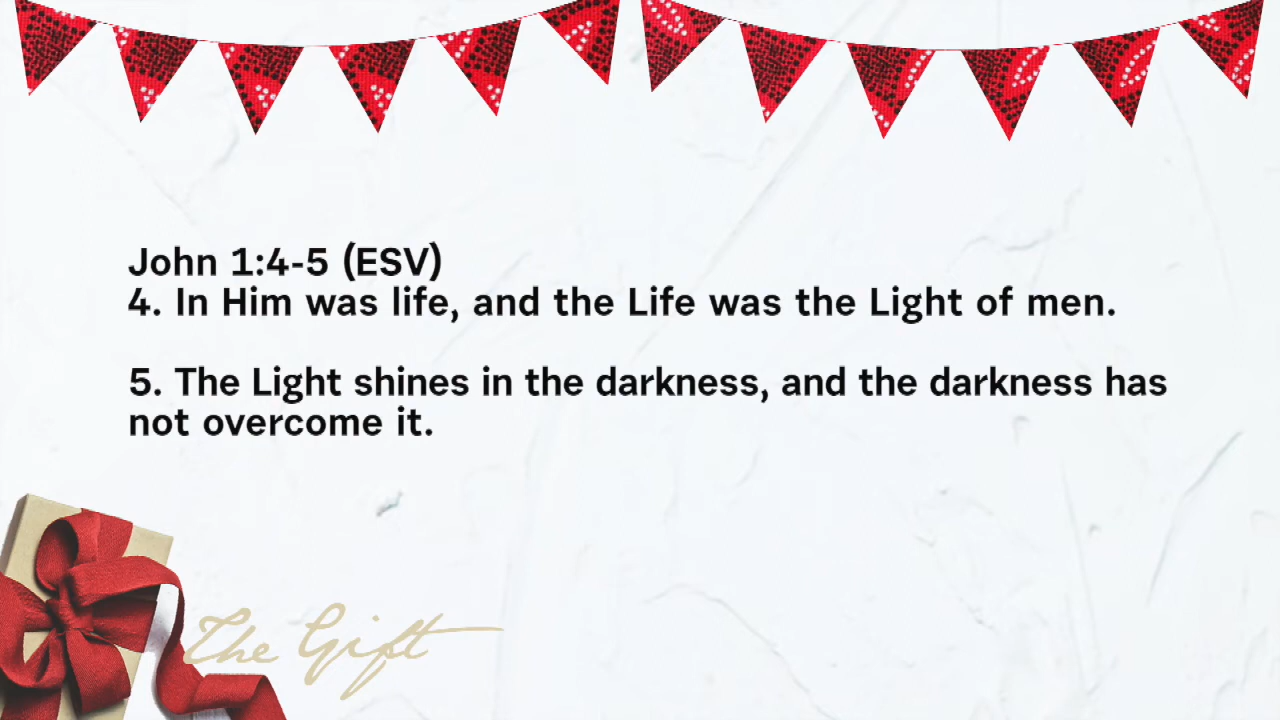 John 1:4-5 (ESV)
4. In Him was life, and the Life was the Light of men.
5. The Light shines in the darkness, and the darkness has
not overcome it.
The Gift